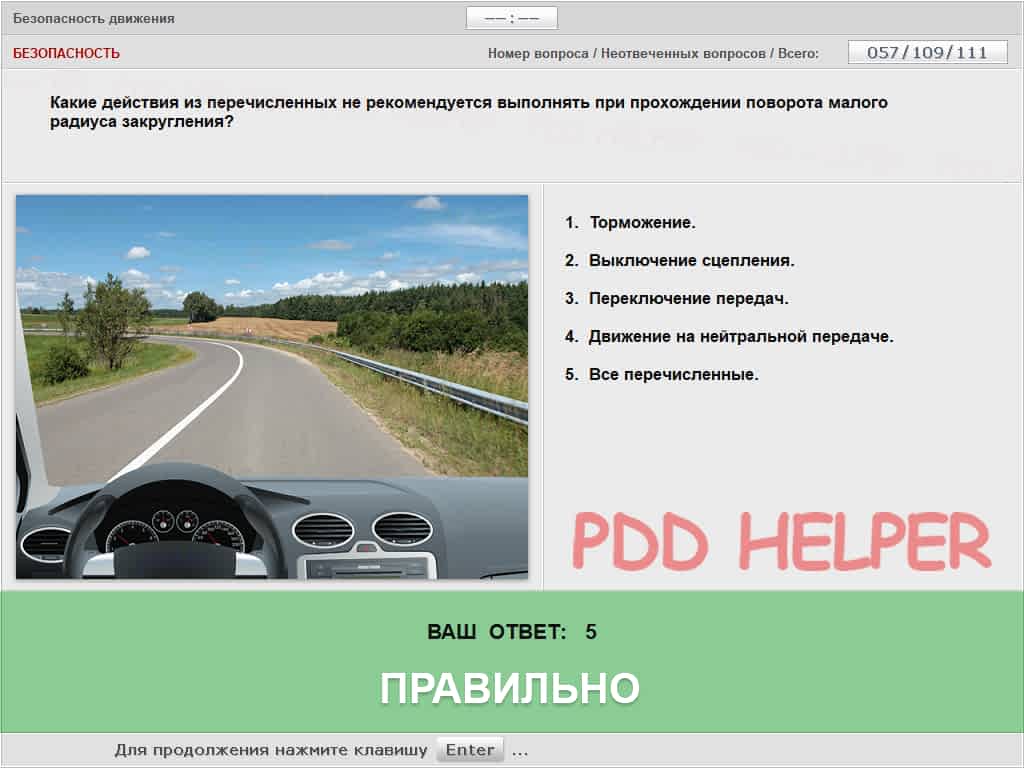 Безопасность движения
––:––
БЕЗОПАСНОСТЬ
Номер вопроса / Неотвеченных вопросов / Всего:
057/109/111
Какие действия из перечисленных не рекомендуется выполнять при прохождении поворота малого
радиуса закругления?
1. Торможение.
2. Выключение сцепления.
3. Переключение передач.
4. Движение на нейтральной передаче.
5. Все перечисленные.
PDD HELPER
ВАШ ОТВЕТ: 5
ПРАВИЛЬНО
Для продолжения нажмите клавишу Enter ...